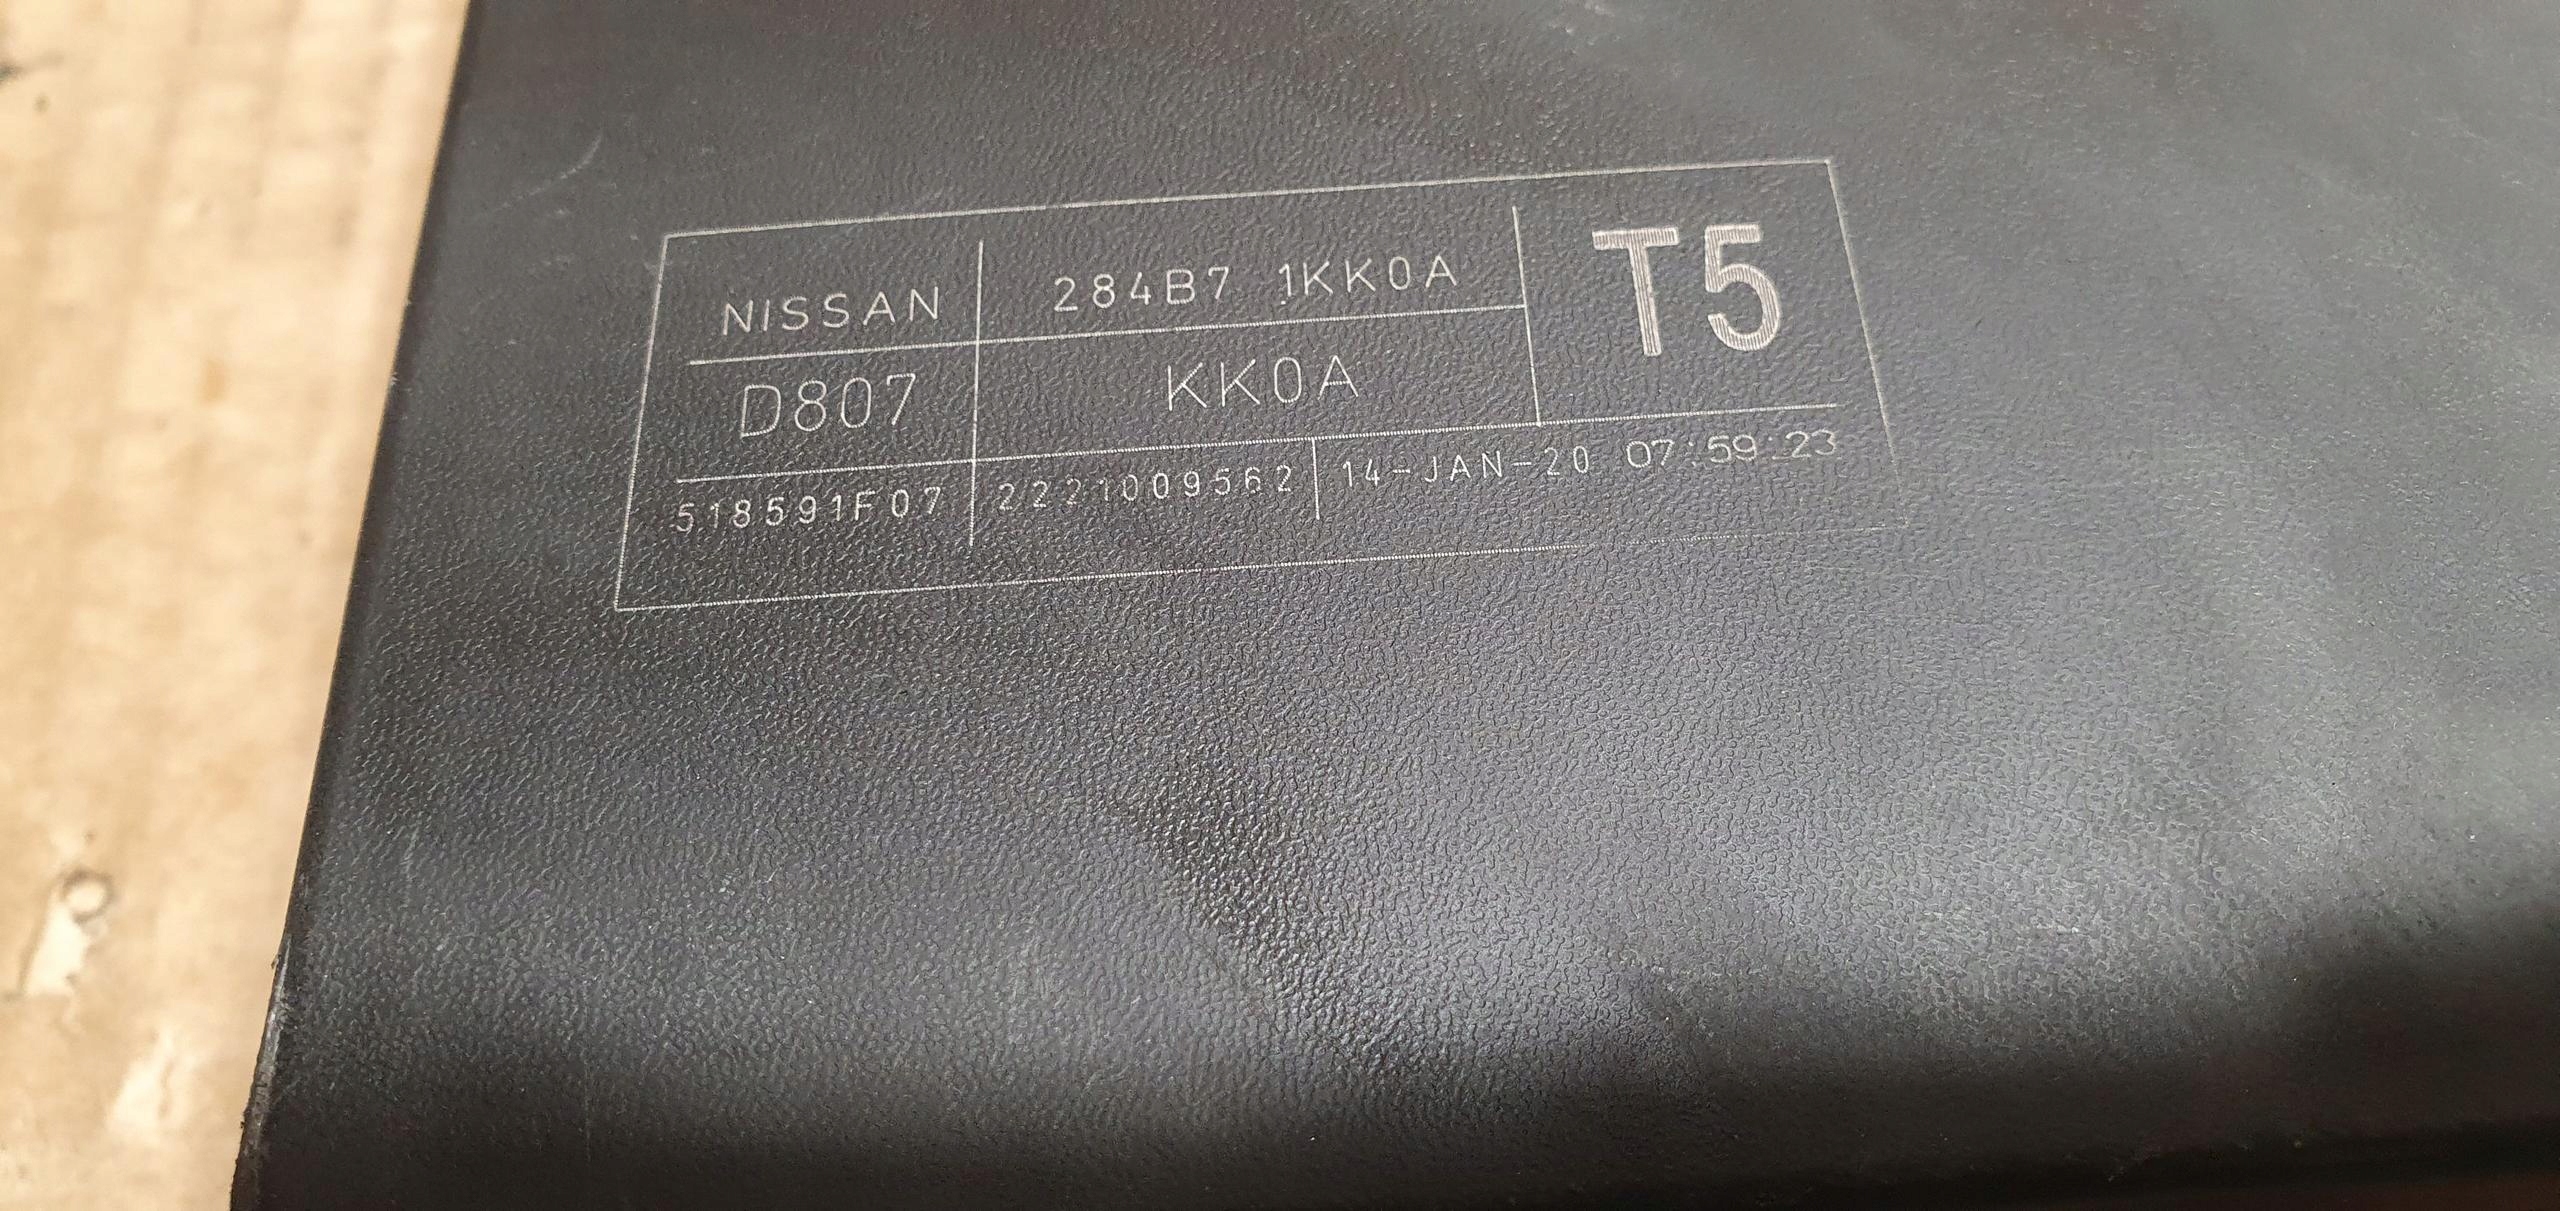 NISSAN 284B7 1KK0A T5
D807 KK0A
518591F07 2221009562 14-JAN-20 07:59:23